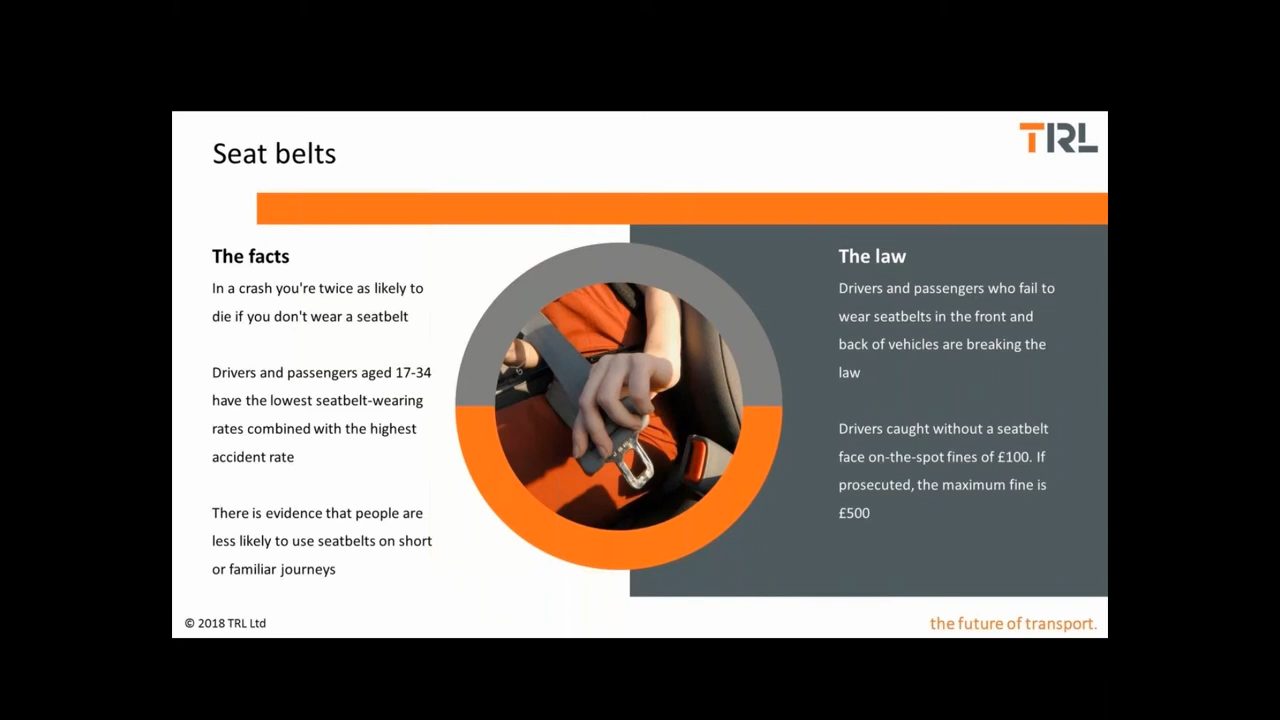 Seat belts
TRL
The facts
In a crash you're twice as likely to
die if you don't wear a seatbelt
Drivers and passengers aged 17-34
have the lowest seatbelt-wearing
rates combined with the highest
accident rate
There is evidence that people are
less likely to use seatbelts on short
or familiar journeys
The law
Drivers and passengers who fail to
wear seatbelts in the front and
back of vehicles are breaking the
law
Drivers caught without a seatbelt
face on-the-spot fines of £100. If
prosecuted, the maximum fine is
£500
© 2018 TRL Ltd
the future of transport.